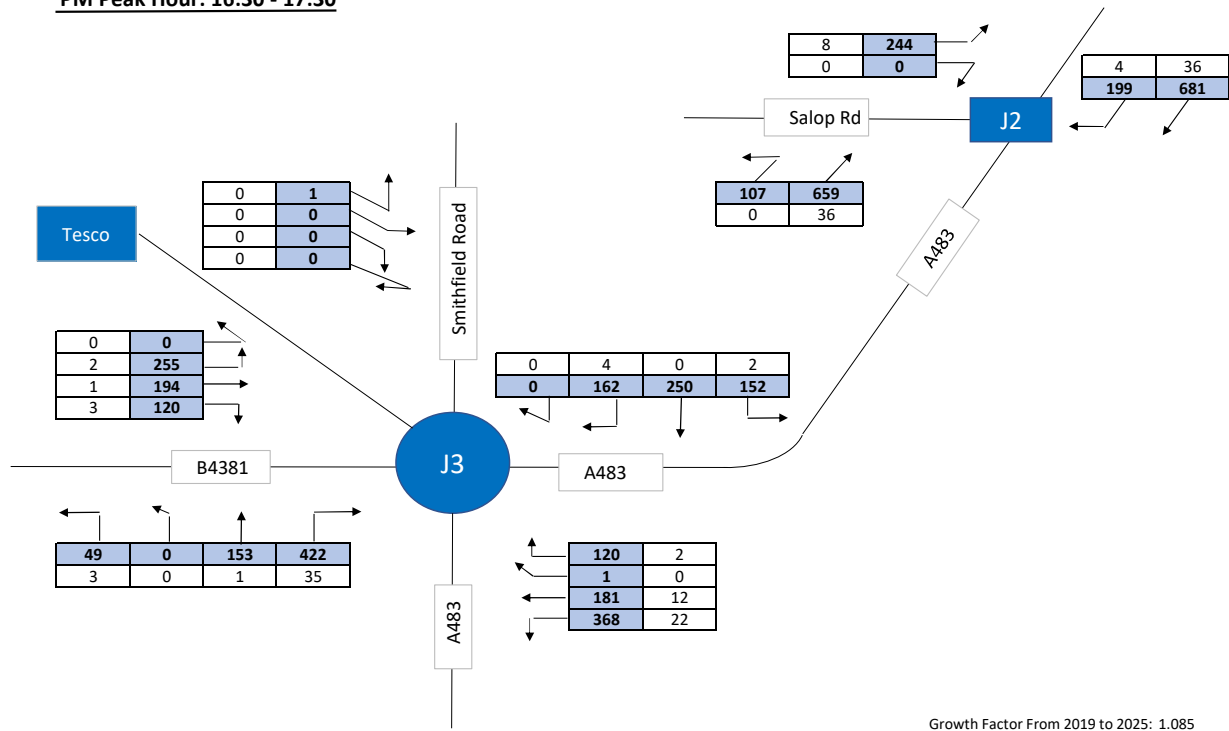 PM Peak Hour: 16:30 - 17:30
8 244
0 0
4 36
199 681
Salop Rd
J2
107 659
0 36
A483
0 1
0 0
0 0
0 0
Tesco
Smithfield Road
0 0
2 255
1 194
3 120
0 4 0 2
0 162 250 152
B4381
J3
A483
49 0 153 422
3 0 1 35
120 2
1 0
181 12
368 22
A483
Growth Factor From 2019 to 2025: 1.085